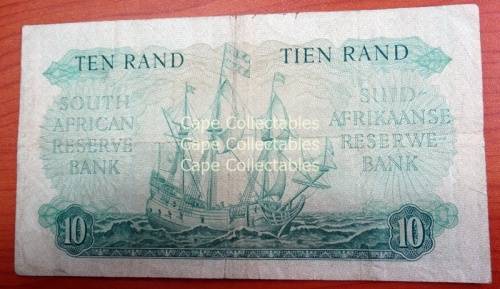 TEN RAND
TIEN RAND
SOUTH
AFRICAN
RESERVE
BANK
SUID-
AFRIKAANSE
RESERWE
BANK
Cape Collectables
Cape Collectables
Cape Collectables
10
10